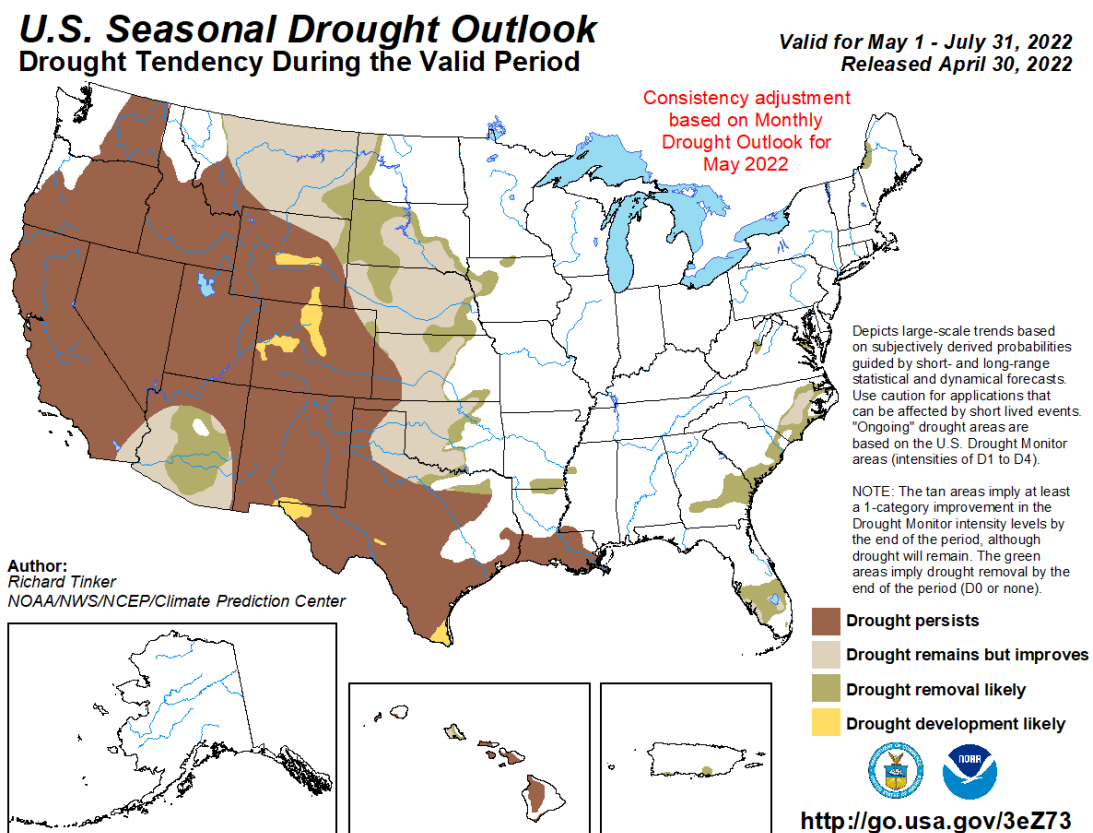 U.S. Seasonal Drought Outlook
Drought Tendency During the Valid Period
Valid for May 1 - July 31, 2022
Released April 30, 2022
Consistency adjustment
based on Monthly
Drought Outlook for
May 2022
Depicts large-scale trends based
on subjectively derived probabilities
guided by short- and long-range
statistical and dynamical forecasts.
Use caution for applications that
can be affected by short lived events.
"Ongoing" drought areas are
based on the U.S. Drought Monitor
areas (intensities of D1 to D4).
NOTE: The tan areas imply at least
a 1-category improvement in the
Drought Monitor intensity levels by
the end of the period, although
drought will remain. The green
areas imply drought removal by the
end of the period (D0 or none).
Author:
Richard Tinker
NOAA/NWS/NCEP/Climate Prediction Center
Drought persists
Drought remains but improves
Drought removal likely
Drought development likely
NOAA
http://go.usa.gov/3eZ73